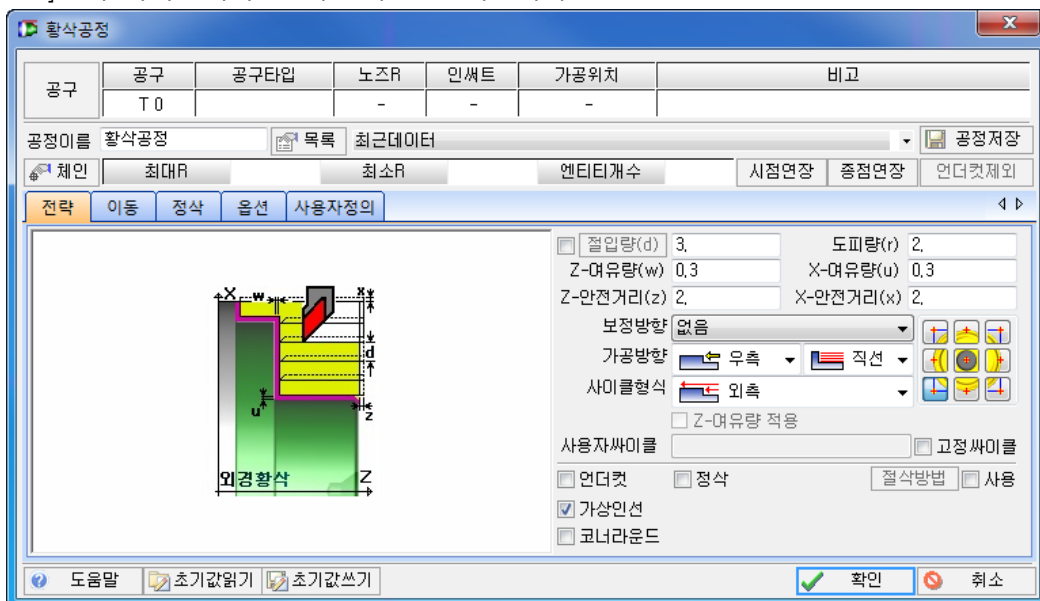 황삭공정
공구 공구 공구타입 노즈R 인써트 가공위치 비고
T 0 - - -
공정이름 황삭공정 목록 최근데이터 공정저장
체인 최대R 최소R 엔티티개수 시점연장 종점연장 언더컷제외
전략 이동 정삭 옵션 사용자정의
절입량(d) 3, 도피량(r) 2,
Z-여유량(w) 0,3 X-여유량(u) 0,3
Z-안전거리(z) 2, X-안전거리(x) 2,
보정방향 없음
가공방향 우측 직선
사이클형식 외측
Z-여유량 적용
사용자싸이클 고정싸이클
언더컷 정삭 절삭방법 사용
가상인선
코너라운드
X w x
d
u z
외경황삭 Z
도움말 초기값읽기 초기값쓰기 확인 취소